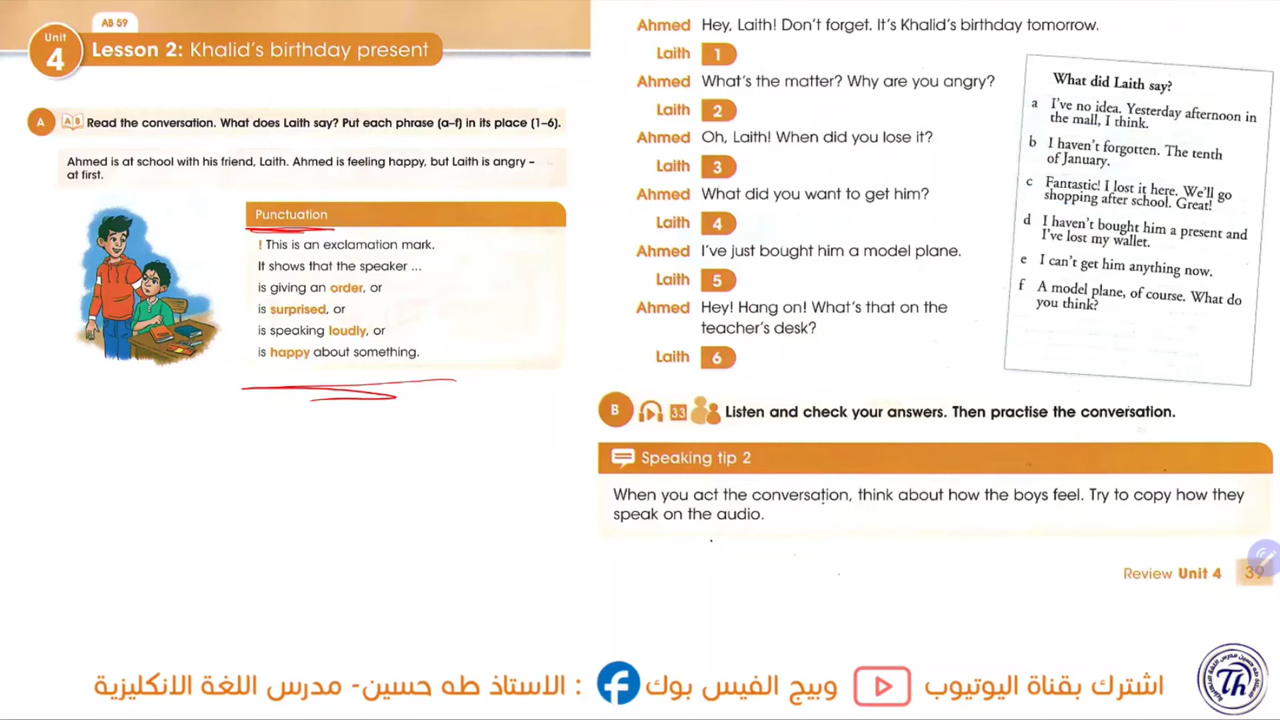 AB 59
Unit
4
Lesson 2: Khalid's birthday present
A
AB
Read the conversation. What does Laith say? Put each phrase (a–f) in its place (1–6).
Ahmed is at school with his friend, Laith. Ahmed is feeling happy, but Laith is angry –
at first.
Punctuation
! This is an exclamation mark.
It shows that the speaker ...
is giving an order, or
is surprised, or
is speaking loudly, or
is happy about something.
Ahmed Hey, Laith! Don't forget. It's Khalid's birthday tomorrow.
Laith 1
Ahmed What's the matter? Why are you angry?
Laith 2
Ahmed Oh, Laith! When did you lose it?
Laith 3
Ahmed What did you want to get him?
Laith 4
Ahmed I've just bought him a model plane.
Laith 5
Ahmed Hey! Hang on! What's that on the
teacher's desk?
Laith 6
What did Laith say?
a I've no idea. Yesterday afternoon in
the mall, I think.
b I haven't forgotten. The tenth
of January.
c Fantastic! I lost it here. We'll go
shopping after school. Great!
d I haven't bought him a present and
I've lost my wallet.
e I can't get him anything now.
f A model plane, of course. What do
you think?
B 33 Listen and check your answers. Then practise the conversation.
Speaking tip 2
When you act the conversation, think about how the boys feel. Try to copy how they
speak on the audio.
Review Unit 4 39
اشترك بقناة اليوتيوب وبيج الفيس بوك : الاستاذ طه حسين- مدرس اللغة الانكليزية
Th